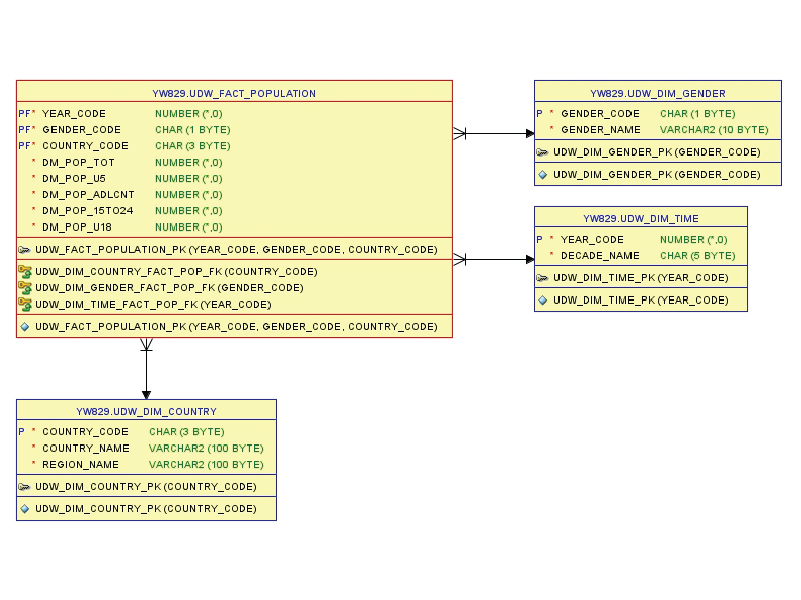 YW829.UDW_FACT_POPULATION
PF* YEAR_CODE NUMBER (*,0)
PF* GENDER_CODE CHAR (1 BYTE)
PF* COUNTRY_CODE CHAR (3 BYTE)
* DM_POP_TOT NUMBER (*,0)
* DM_POP_U5 NUMBER (*,0)
* DM_POP_ADLCNT NUMBER (*,0)
* DM_POP_15TO24 NUMBER (*,0)
* DM_POP_U18 NUMBER (*,0)
UDW_FACT_POPULATION_PK (YEAR_CODE, GENDER_CODE, COUNTRY_CODE)
UDW_DIM_COUNTRY_FACT_POP_FK (COUNTRY_CODE)
UDW_DIM_GENDER_FACT_POP_FK (GENDER_CODE)
UDW_DIM_TIME_FACT_POP_FK (YEAR_CODE)
UDW_FACT_POPULATION_PK (YEAR_CODE, GENDER_CODE, COUNTRY_CODE)
YW829.UDW_DIM_GENDER
P * GENDER_CODE CHAR (1 BYTE)
* GENDER_NAME VARCHAR2 (10 BYTE)
UDW_DIM_GENDER_PK (GENDER_CODE)
UDW_DIM_GENDER_PK (GENDER_CODE)
YW829.UDW_DIM_TIME
P * YEAR_CODE NUMBER (*,0)
* DECADE_NAME CHAR (5 BYTE)
UDW_DIM_TIME_PK (YEAR_CODE)
UDW_DIM_TIME_PK (YEAR_CODE)
YW829.UDW_DIM_COUNTRY
P * COUNTRY_CODE CHAR (3 BYTE)
* COUNTRY_NAME VARCHAR2 (100 BYTE)
* REGION_NAME VARCHAR2 (100 BYTE)
UDW_DIM_COUNTRY_PK (COUNTRY_CODE)
UDW_DIM_COUNTRY_PK (COUNTRY_CODE)